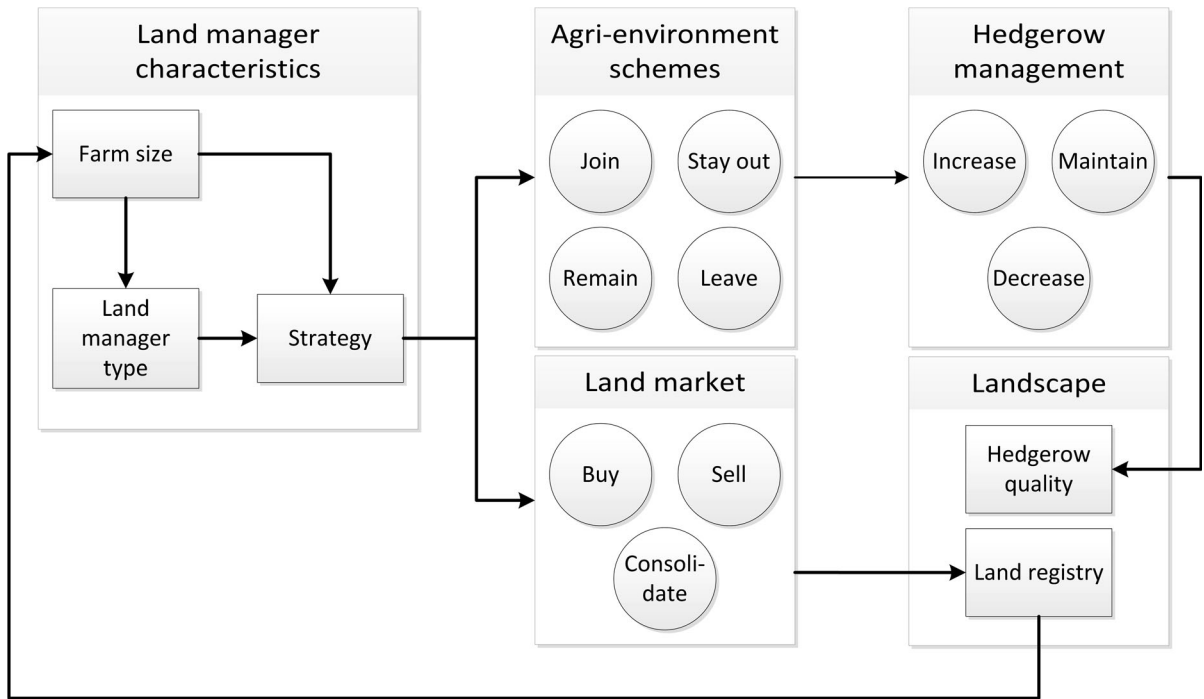 Land manager
characteristics
Farm size
Land
manager
type
Strategy
Agri-environment
schemes
Join
Stay out
Remain
Leave
Hedgerow
management
Increase
Maintain
Decrease
Land market
Buy
Sell
Consoli-
date
Landscape
Hedgerow
quality
Land registry